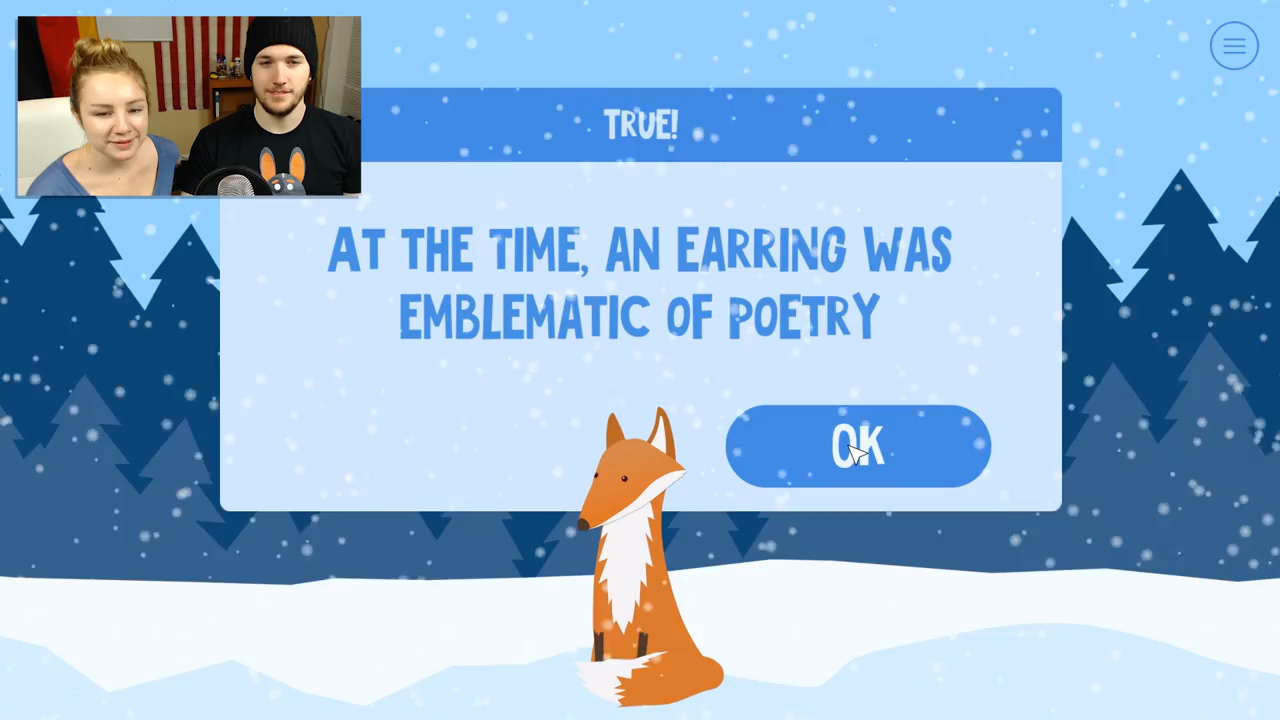 TRUE!
AT THE TIME, AN EARRING WAS
EMBLEMATIC OF POETRY
OK